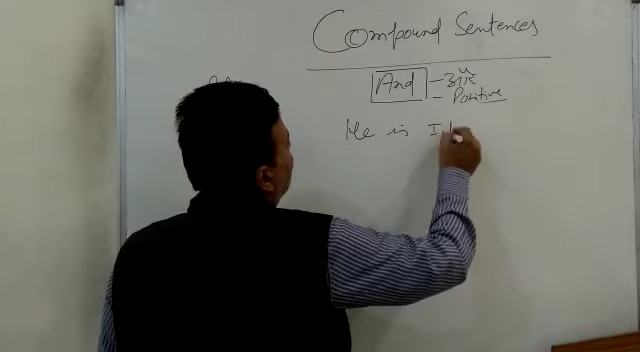 Compound Sentences
And - और
- Positive
He is I